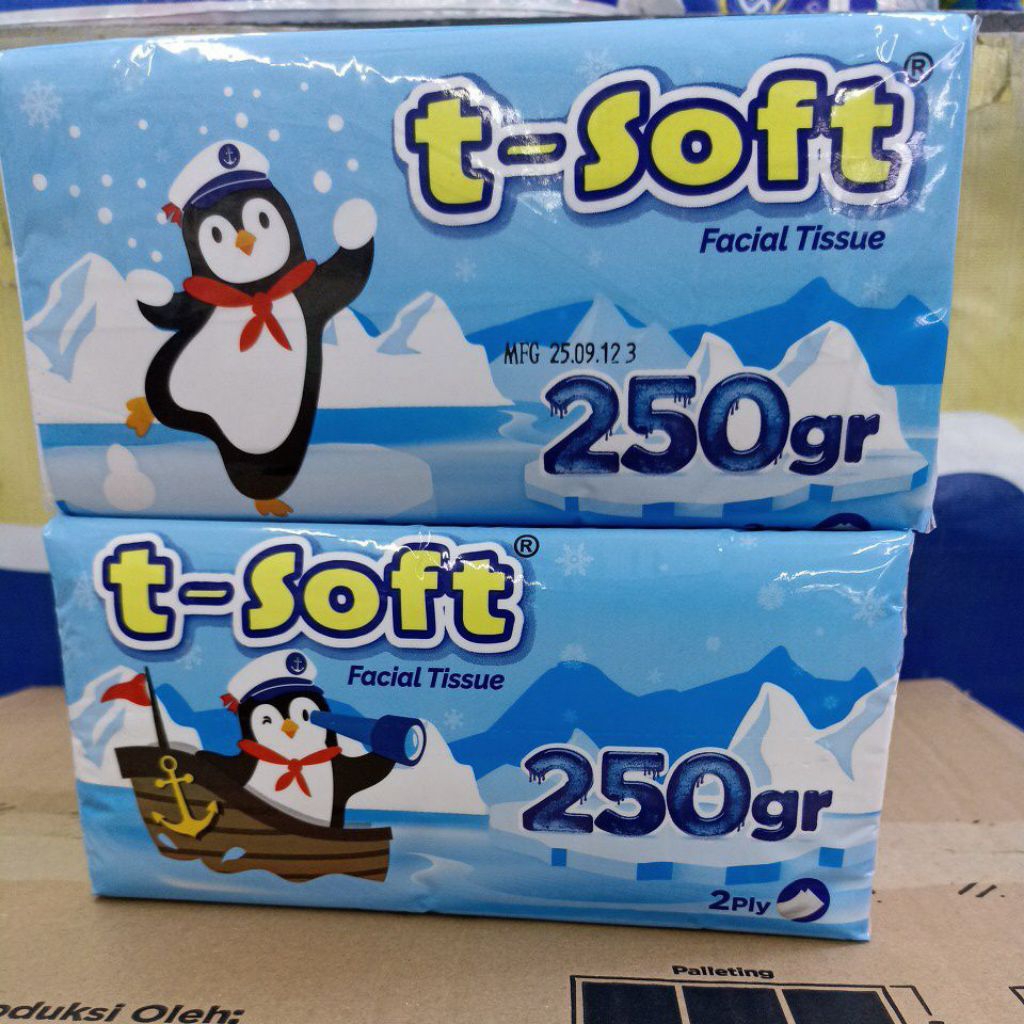 t-Soft®
Facial Tissue
MFG 25.09.12 3
250gr
t-Soft®
Facial Tissue
250gr
2Ply
Palleting
oduksi Oleh: